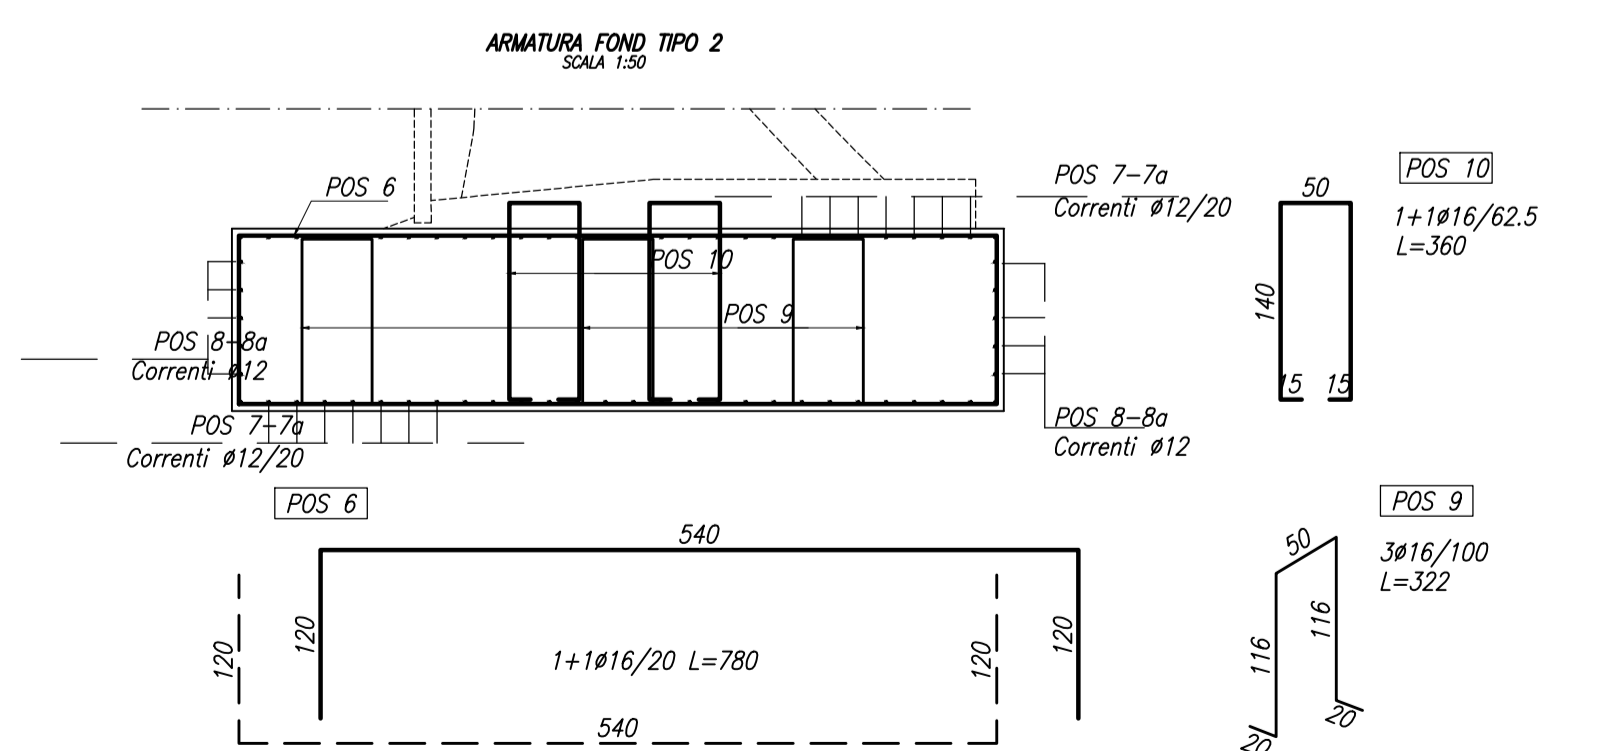 ARMATURA FOND TIPO 2
SCALA 1:50
POS 6
POS 7-7a
Correnti ø12/20
POS 10
50
1+1ø16/62.5
L=360
140
15 15
POS 10
POS 9
POS 8-8a
Correnti ø12
POS 7-7a
Correnti ø12/20
POS 8-8a
Correnti ø12
POS 6
540
120
120
1+1ø16/20 L=780
120
120
540
POS 9
50
3ø16/100
L=322
116
116
20
20